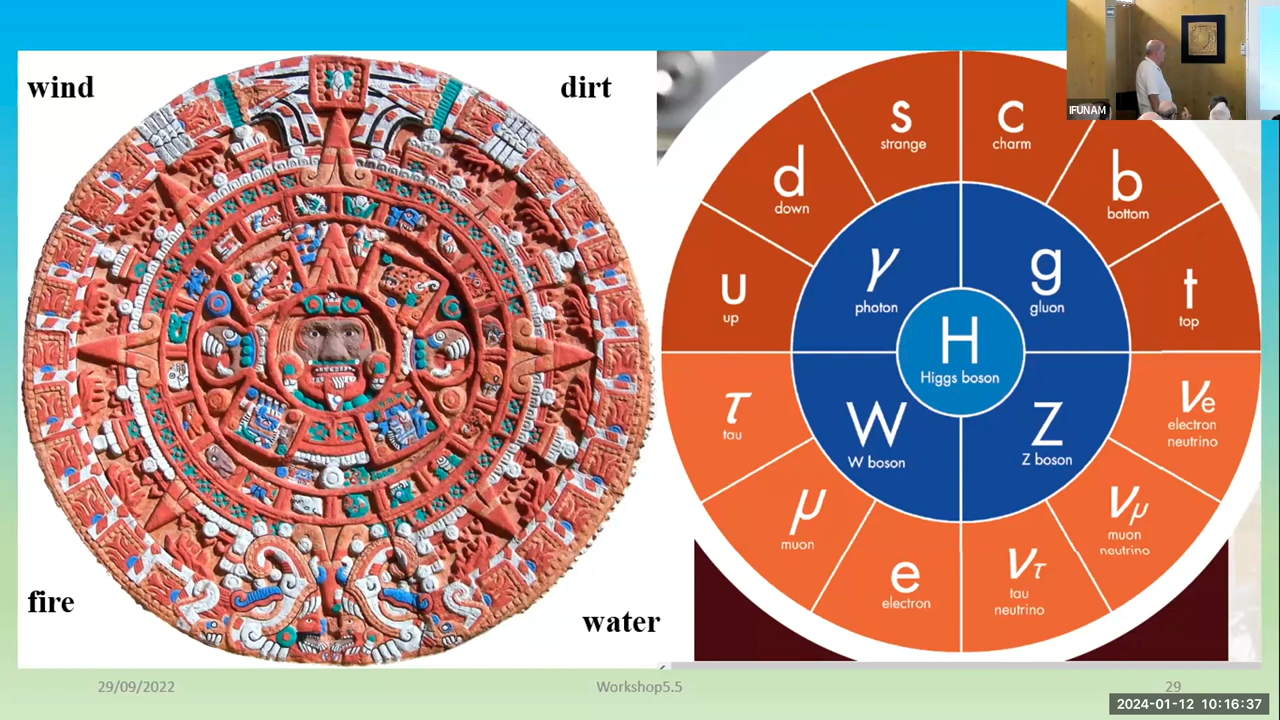 wind
dirt
fire
water
s
strange
c
charm
d
down
b
bottom
u
up
t
top
γ
photon
g
gluon
H
Higgs boson
W
W boson
Z
Z boson
τ
tau
νe
electron
neutrino
μ
muon
νμ
muon
neutrino
e
electron
ντ
tau
neutrino
IFUNAM
29/09/2022
Workshop5.5
29
2024-01-12 10:16:37